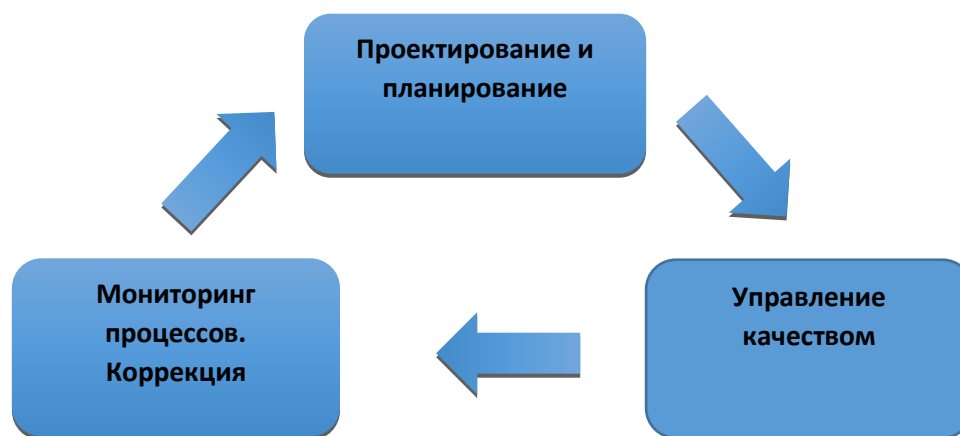 Проектирование и
планирование
Мониторинг
процессов.
Коррекция
Управление
качеством